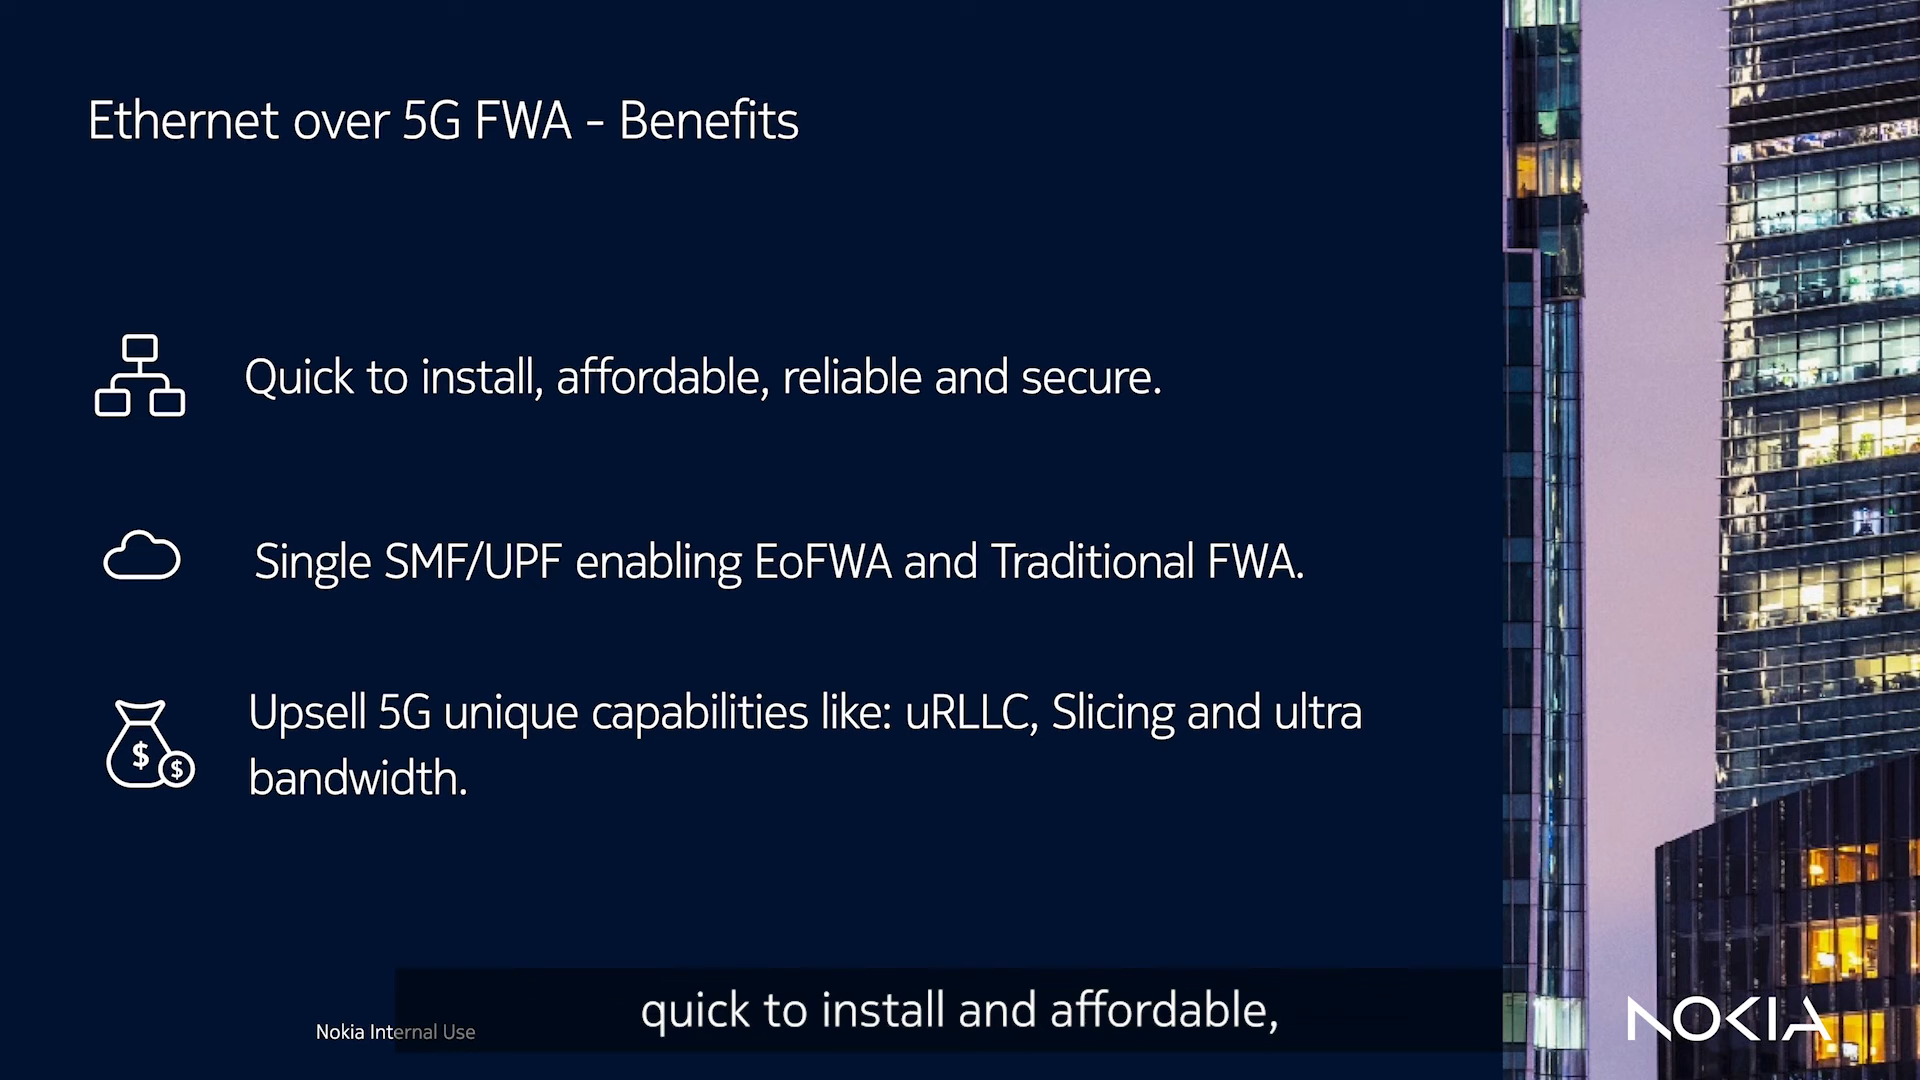 Ethernet over 5G FWA - Benefits
Quick to install, affordable, reliable and secure.
Single SMF/UPF enabling EoFWA and Traditional FWA.
$ $
Upsell 5G unique capabilities like: uRLLC, Slicing and ultra
bandwidth.
quick to install and affordable,
Nokia Internal Use
NOKIA